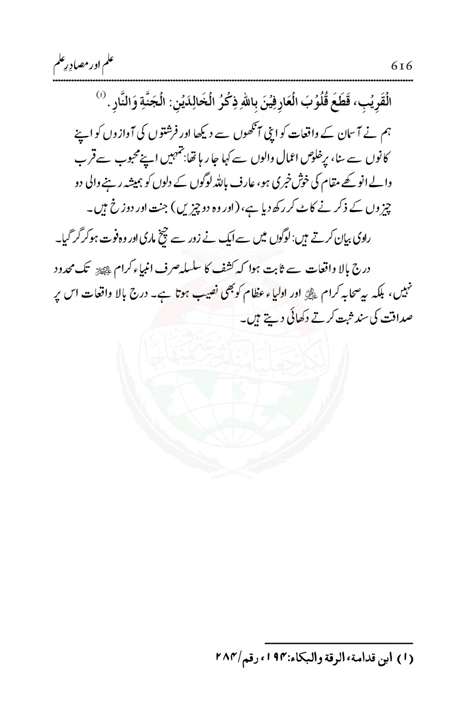 علم اور مصادرِ علم
616
الْقَرِيْبِ، قَطَعَ قُلُوْبَ الْعَارِفِيْنَ بِاللهِ ذِكْرُ الْخَالِدَيْنِ: الْجَنَّةِ وَالنَّارِ. (۱)
ہم نے آسمان کے واقعات کو اپنی آنکھوں سے دیکھا اور فرشتوں کی آوازوں کو اپنے
کانوں سے سنا، پرخلوص اعمال والوں سے کہا جا رہا تھا: تمہیں اپنے محبوب سے قرب
والے انوکھے مقام کی خوش خبری ہو، عارف باللہ لوگوں کے دلوں کو ہمیشہ رہنے والی دو
چیزوں کے ذکر نے کاٹ کر رکھ دیا ہے، (اور وہ دو چیزیں) جنت اور دوزخ ہیں۔
راوی بیان کرتے ہیں: لوگوں میں سے ایک نے زور سے چیخ ماری اور وہ فوت ہو کر گر گیا۔
درج بالا واقعات سے ثابت ہوا کہ کشف کا سلسلہ صرف انبیاء کرام تک محدود
نہیں، بلکہ یہ صحابہ کرام اور اولیاء عظام کو بھی نصیب ہوتا ہے۔ درج بالا واقعات اس پر
صداقت کی سند ثبت کرتے دکھائی دیتے ہیں۔
(۱) ابن قدامة، الرقة والبكاء: ۱۹۴، رقم/۲۸۴